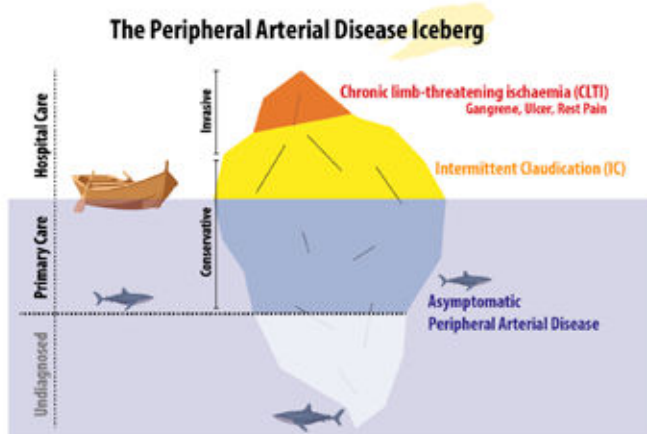 The Peripheral Arterial Disease Iceberg
Hospital Care
Primary Care
Undiagnosed
Invasive
Conservative
Chronic limb-threatening ischaemia (CLTI)
Gangrene, Ulcer, Rest Pain
Intermittent Claudication (IC)
Asymptomatic
Peripheral Arterial Disease